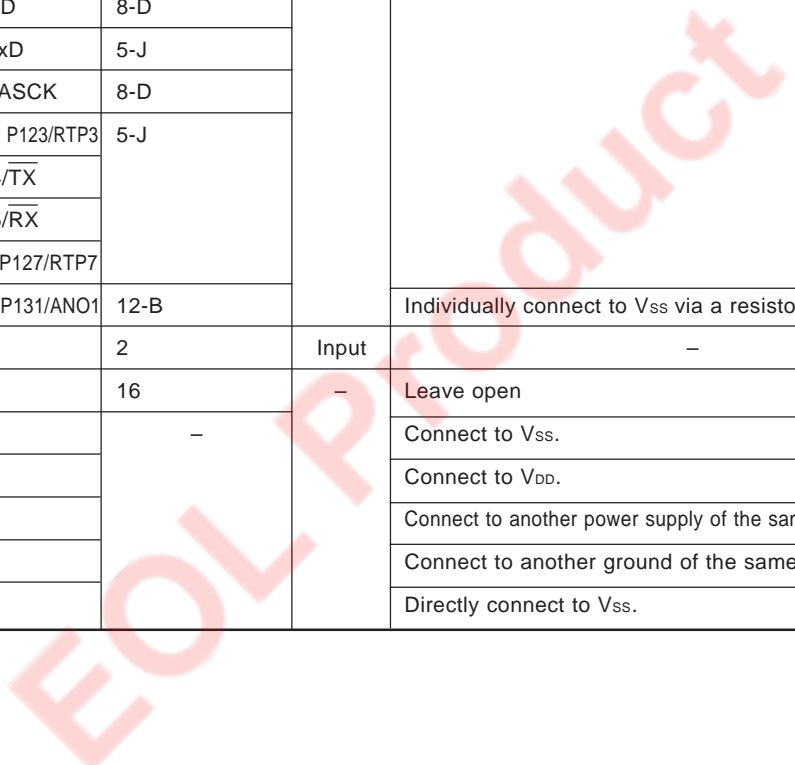 D 8-D
xD 5-J
ASCK 8-D
P123/RTP3 5-J
/TX
/RX
P127/RTP7
P131/ANO1 12-B Individually connect to Vss via a resisto
2 Input –
16 – Leave open
– Connect to Vss.
Connect to VDD.
Connect to another power supply of the sa
Connect to another ground of the same
Directly connect to Vss.
EOL Product